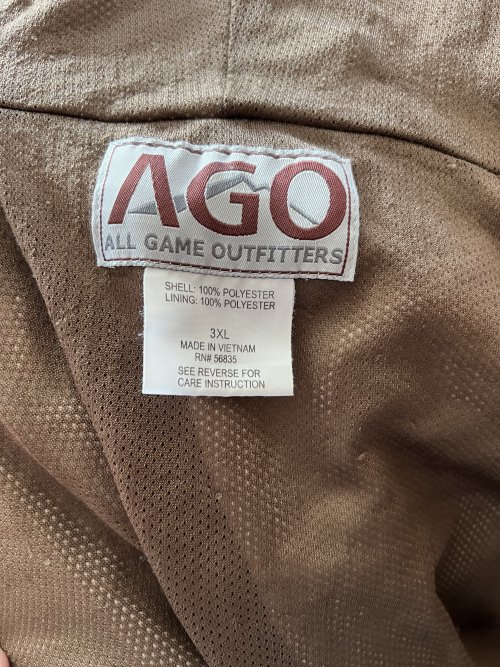 AGO
ALL GAME OUTFITTERS
SHELL: 100% POLYESTER
LINING: 100% POLYESTER
3XL
MADE IN VIETNAM
RN# 56835
SEE REVERSE FOR
CARE INSTRUCTION